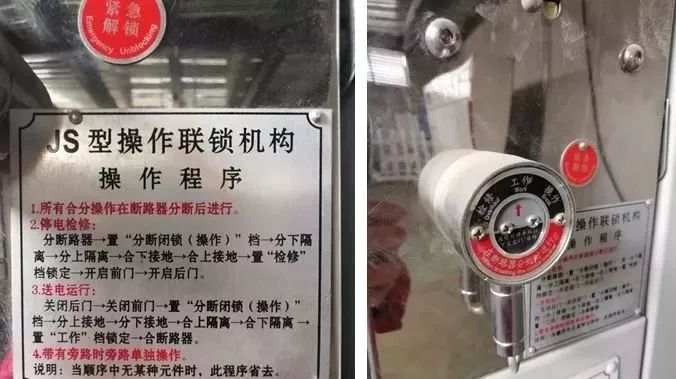 紧急
解锁
Emergency Unblocking
JS型操作联锁机构
操作程序
1.所有合分操作在断路器分断后进行。
2.停电检修:
分断路器→置“分断闭锁（操作）”档→分下隔
离→分上隔离→合下接地→合上接地→置“检修”
档锁定→开启前门→开启后门。
3.送电运行:
关闭后门→关闭前门→置“分断闭锁（操作）”
档→分上接地→分下接地→合上隔离→合下隔离→
置“工作”档锁定→合断路器。
4.带有旁路时旁路单独操作。
说明：当顺序中无某种元件时，此程序省去。
检修 工作 操作
Work
紧急
解锁
操作联锁机构
操作程序